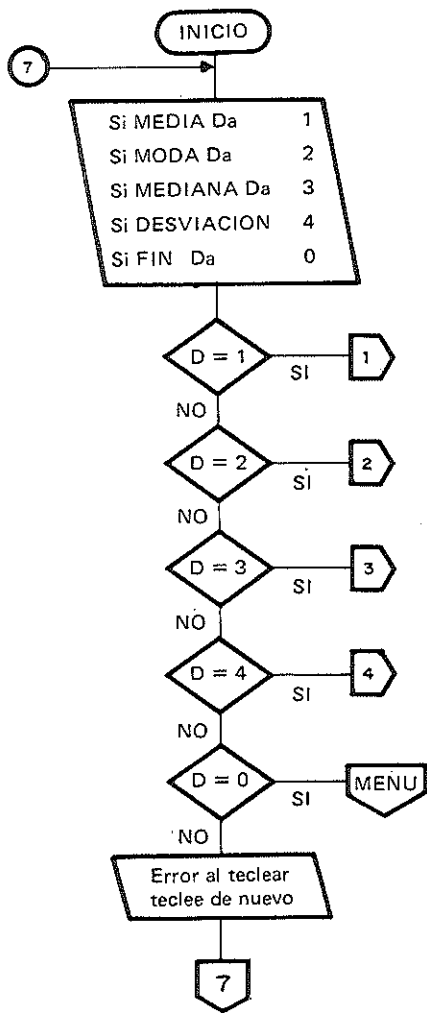 INICIO
7
Si MEDIA Da 1
Si MODA Da 2
Si MEDIANA Da 3
Si DESVIACION 4
Si FIN Da 0
D = 1
SI
1
NO
D = 2
SI
2
NO
D = 3
SI
3
NO
D = 4
SI
4
NO
D = 0
SI
MENU
NO
Error al teclear
teclee de nuevo
7